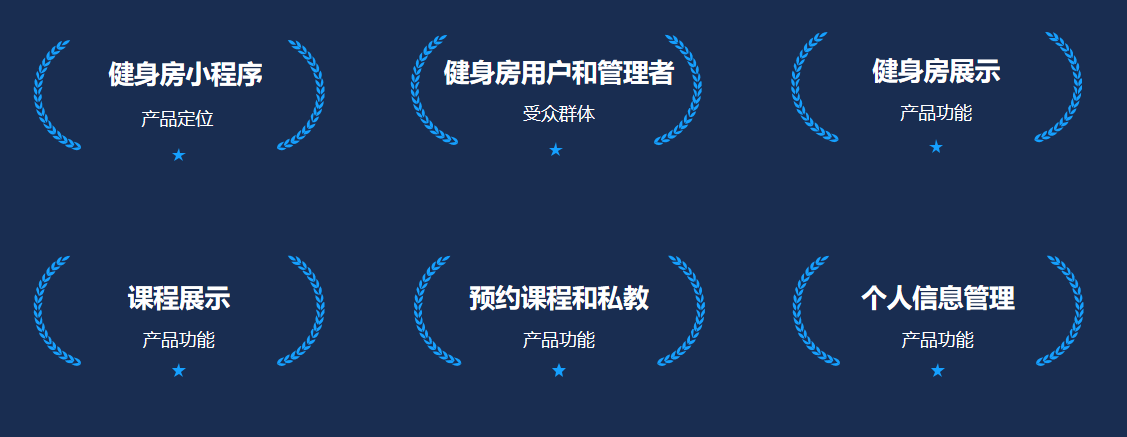 健身房小程序
产品定位
健身房用户和管理者
受众群体
健身房展示
产品功能
课程展示
产品功能
预约课程和私教
产品功能
个人信息管理
产品功能